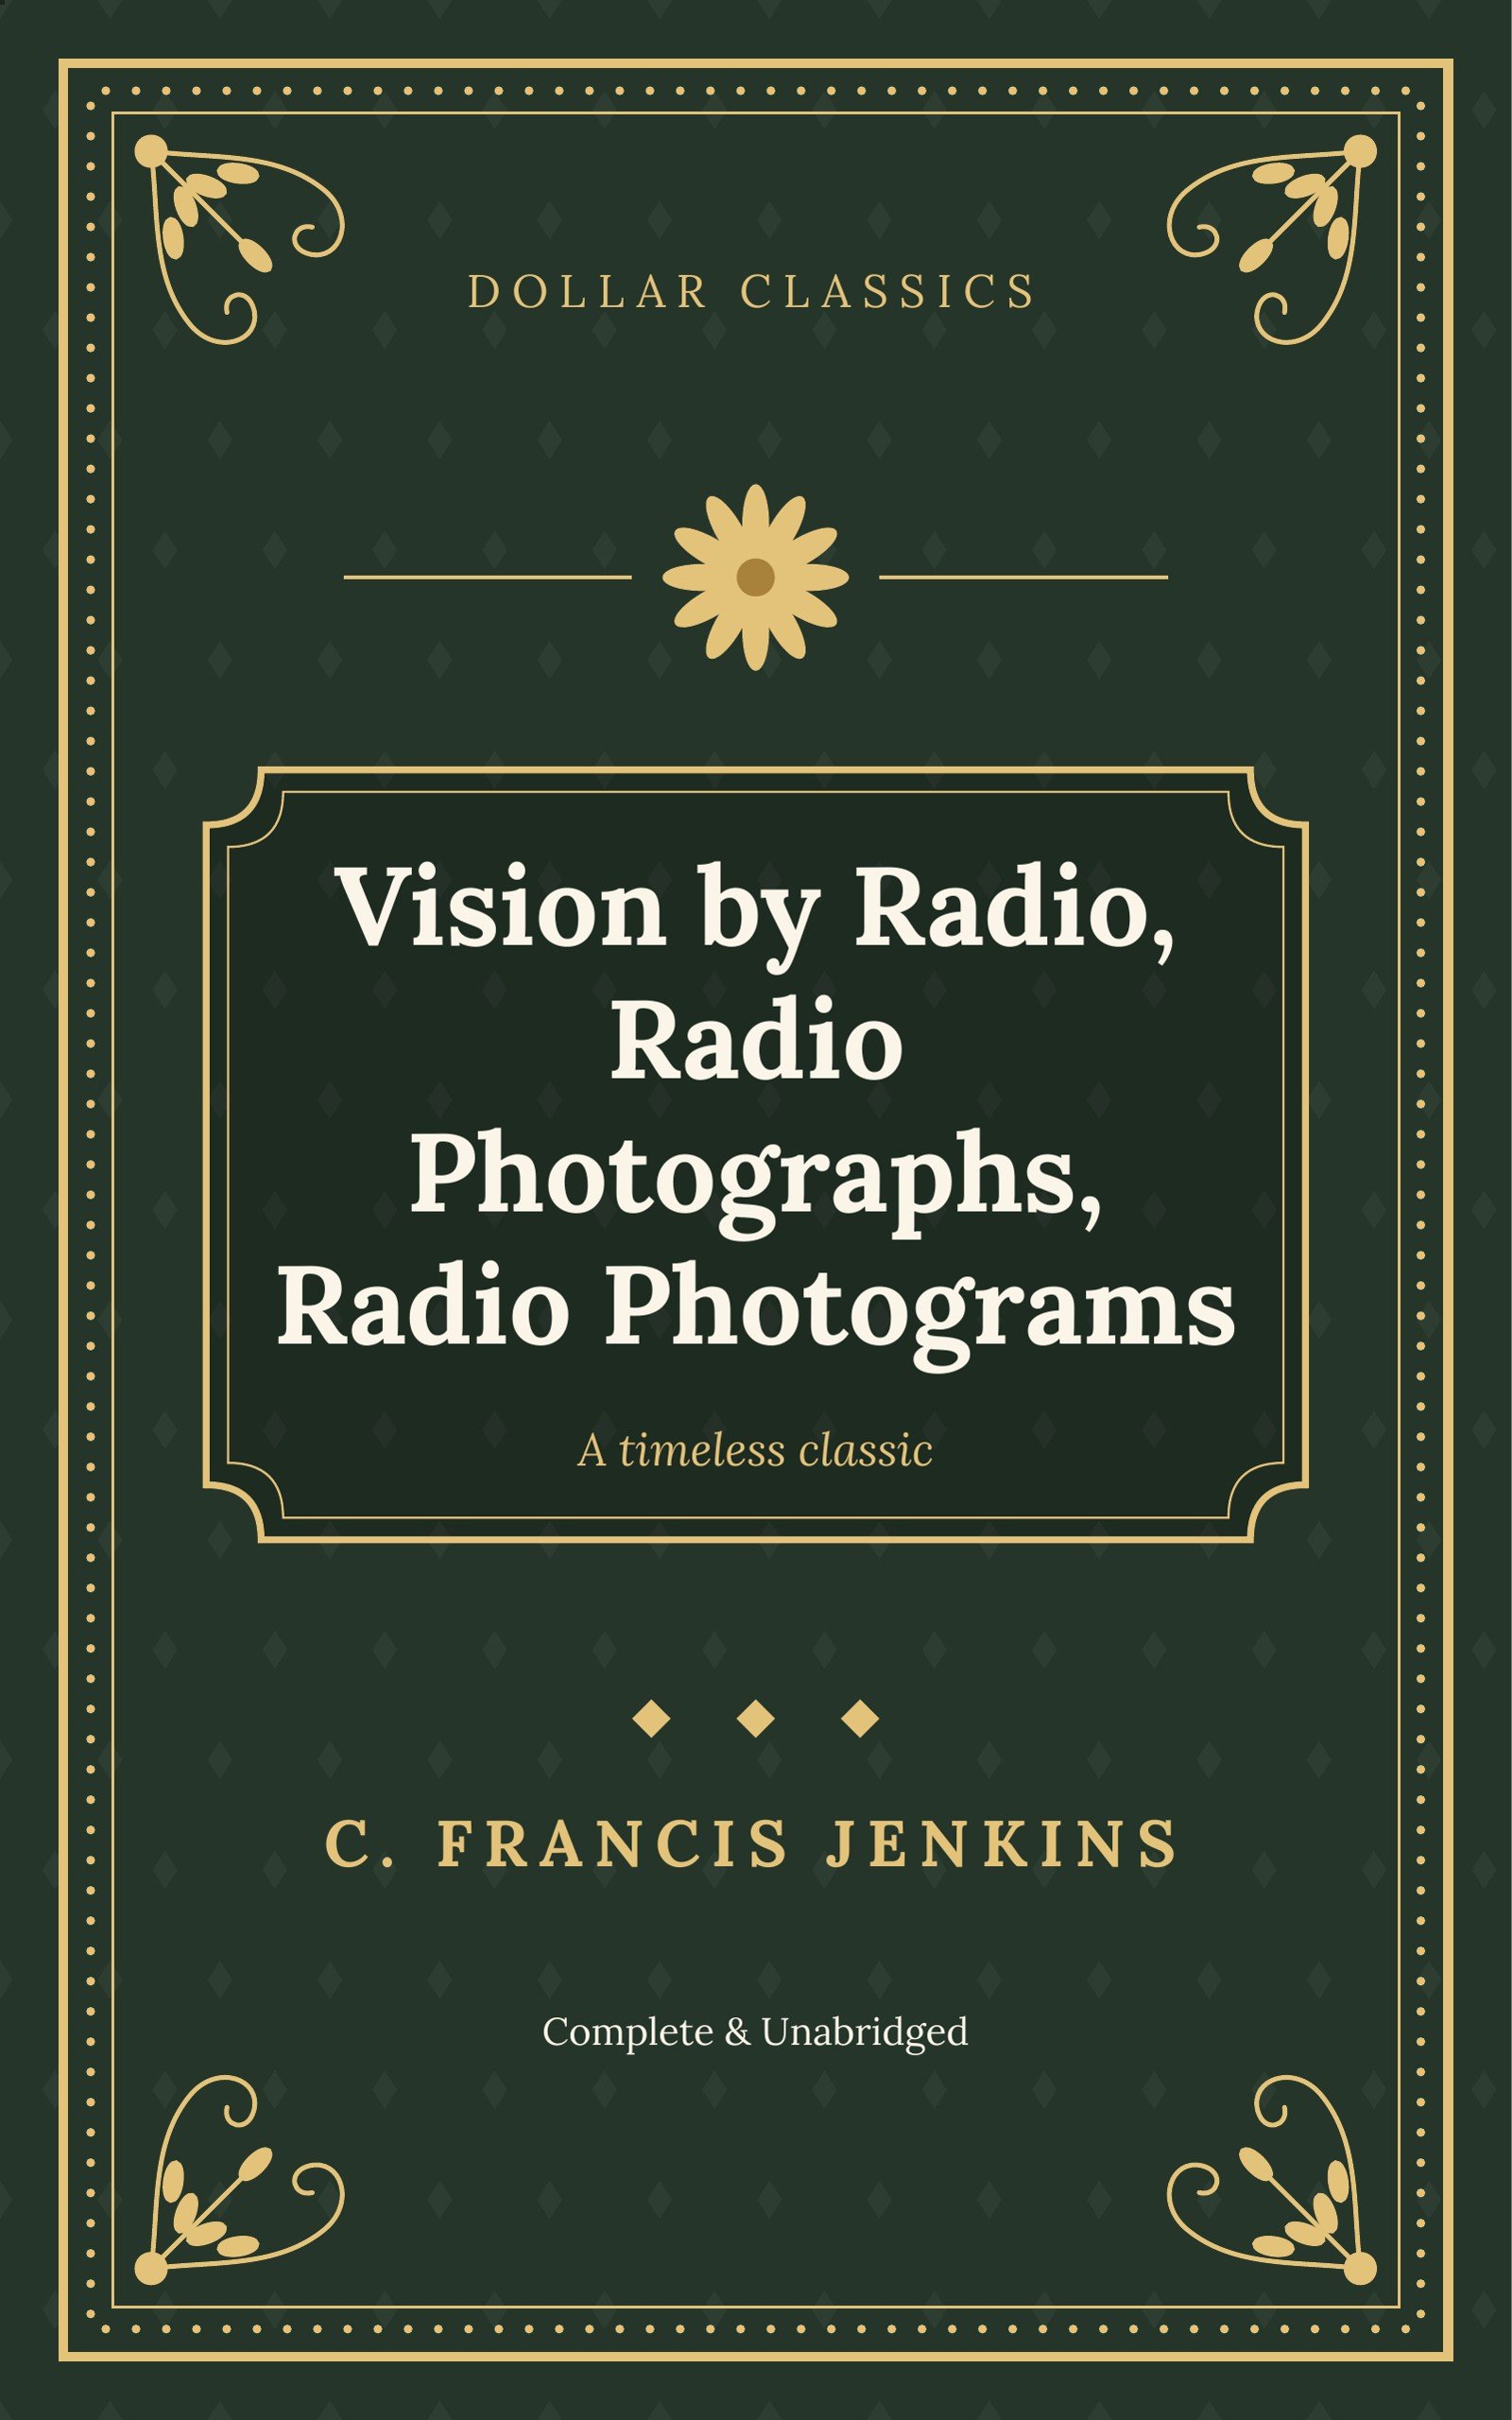 DOLLAR CLASSICS
Vision by Radio,
Radio
Photographs,
Radio Photograms
A timeless classic
C. FRANCIS JENKINS
Complete & Unabridged